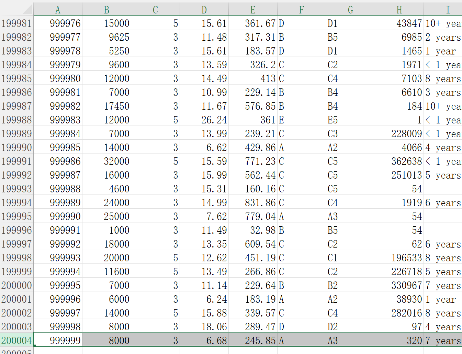 A B C D E F G H I
199981 999976 15000 5 15.61 361.67 D D1 43847 10+ yea
199982 999977 9625 3 11.48 317.31 B B5 6985 2 years
199983 999978 5250 3 15.61 183.57 D D1 1465 1 year
199984 999979 9600 3 13.59 326.2 C C2 1971 < 1 yea
199985 999980 12000 3 14.49 413 C C4 7103 8 years
199986 999981 7000 3 10.99 229.14 B B4 6610 3 years
199987 999982 17450 3 11.67 576.85 B B4 184 10+ yea
199988 999983 12000 5 26.24 361 E E5 1 < 1 yea
199989 999984 7000 3 13.99 239.21 C C3 228009 < 1 yea
199990 999985 14000 3 6.62 429.86 A A2 4066 4 years
199991 999986 32000 5 15.59 771.23 C C5 362638 < 1 yea
199992 999987 16000 3 15.99 562.44 C C5 251013 5 years
199993 999988 4600 3 15.31 160.16 C C5 54
199994 999989 24000 3 14.99 831.86 C C4 1919 6 years
199995 999990 25000 3 7.62 779.04 A A3 54
199996 999991 1000 3 11.49 32.98 B B5 54
199997 999992 18000 3 13.35 609.54 C C2 62 6 years
199998 999993 20000 5 12.62 451.19 C C1 196533 8 years
199999 999994 11600 5 13.49 266.86 C C2 226718 5 years
200000 999995 7000 3 11.14 229.64 B B2 330967 7 years
200001 999996 6000 3 6.24 183.19 A A2 38930 1 year
200002 999997 14000 5 15.88 339.57 C C4 282016 8 years
200003 999998 8000 3 18.06 289.47 D D2 97 4 years
200004 999999 8000 3 6.68 245.85 A A3 320 7 years